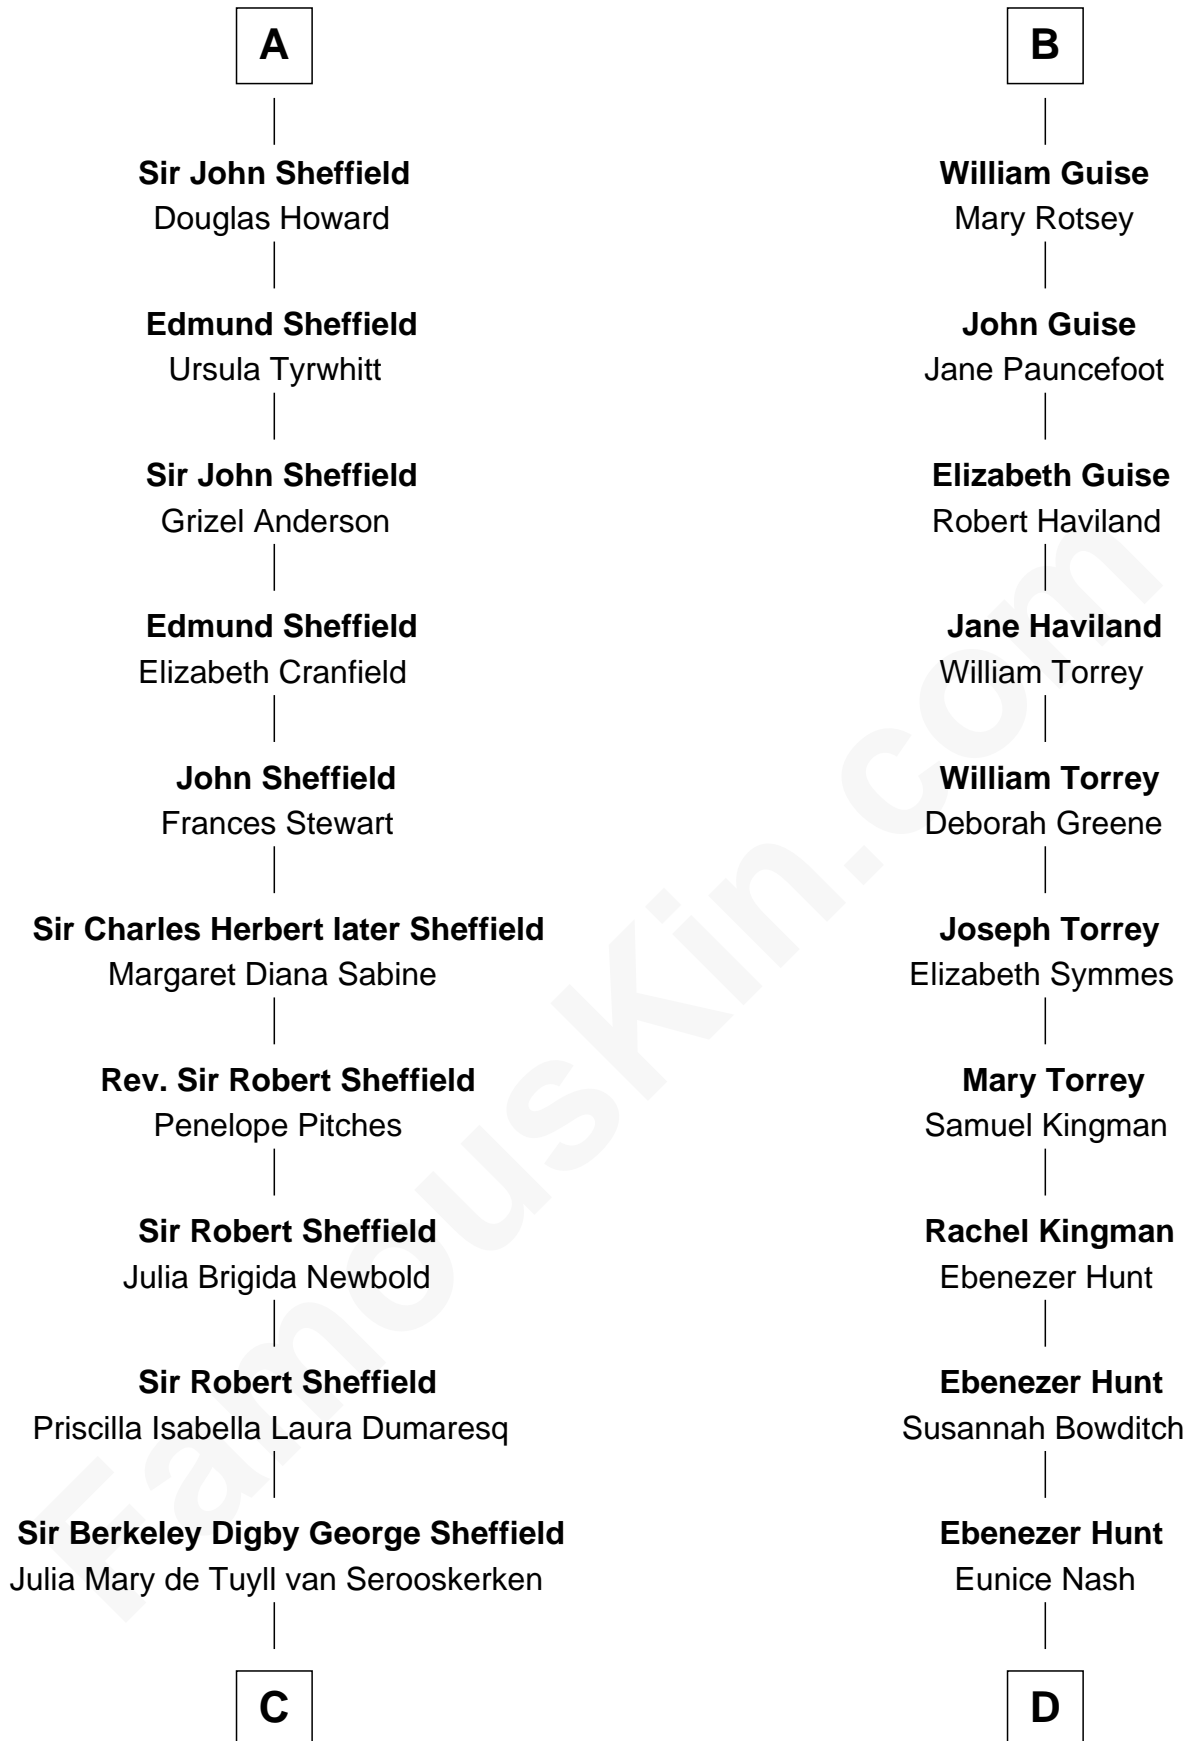 A
Sir John Sheffield
Douglas Howard
Edmund Sheffield
Ursula Tyrwhitt
Sir John Sheffield
Grizel Anderson
Edmund Sheffield
Elizabeth Cranfield
John Sheffield
Frances Stewart
Sir Charles Herbert later Sheffield
Margaret Diana Sabine
Rev. Sir Robert Sheffield
Penelope Pitches
Sir Robert Sheffield
Julia Brigida Newbold
Sir Robert Sheffield
Priscilla Isabella Laura Dumaresq
Sir Berkeley Digby George Sheffield
Julia Mary de Tuyll van Serooskerken
C
B
William Guise
Mary Rotsey
John Guise
Jane Pauncefoot
Elizabeth Guise
Robert Haviland
Jane Haviland
William Torrey
William Torrey
Deborah Greene
Joseph Torrey
Elizabeth Symmes
Mary Torrey
Samuel Kingman
Rachel Kingman
Ebenezer Hunt
Ebenezer Hunt
Susannah Bowditch
Ebenezer Hunt
Eunice Nash
D
FamousKin.com